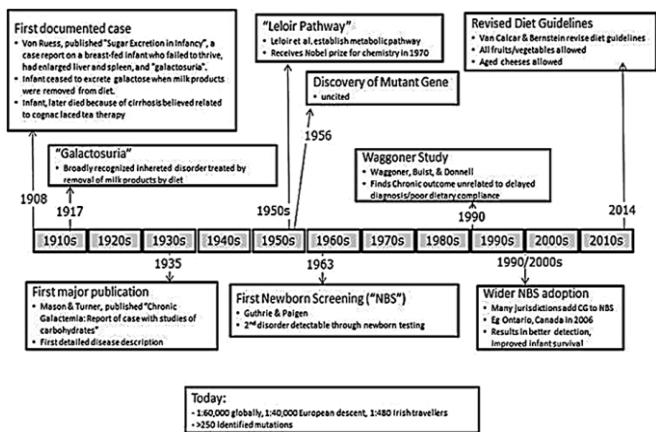 First documented case
• Von Ruess, published "Sugar Excretion in Infancy", a
case report on a breast-fed infant who failed to thrive,
had enlarged liver and spleen, and "galactosuria".
• Infant ceased to excrete galactose when milk products
were removed from diet.
• Infant, later died because of cirrhosis believed related
to cognac laced tea therapy
"Leloir Pathway"
• Leloir et al, establish metabolic pathway
• Receives Nobel prize for chemistry in 1970
Revised Diet Guidelines
• Van Calcar & Bernstein revise diet guidelines
• All fruits/vegetables allowed
• Aged cheeses allowed
Discovery of Mutant Gene
• uncited
1956
"Galactosuria"
• Broadly recognized inhereted disorder treated by
removal of milk products by diet
Waggoner Study
• Waggoner, Buist, & Donnell
• Finds Chronic outcome unrelated to delayed
diagnosis/poor dietary compliance
1908
1917
1950s
1990
2014
1910s 1920s 1930s 1940s 1950s 1960s 1970s 1980s 1990s 2000s 2010s
1935
1963
1990/2000s
First major publication
• Mason & Turner, published "Chronic
Galactemia: Report of case with studies of
carbohydrates"
• First detailed disease description
First Newborn Screening ("NBS")
• Guthrie & Paigen
• 2nd disorder detectable through newborn testing
Wider NBS adoption
• Many jurisdictions add CG to NBS
• Eg Ontario, Canada in 2006
• Results in better detection,
Improved infant survival
Today:
- 1:60,000 globally, 1:40,000 European descent, 1:480 Irish travellers
- >250 Identified mutations